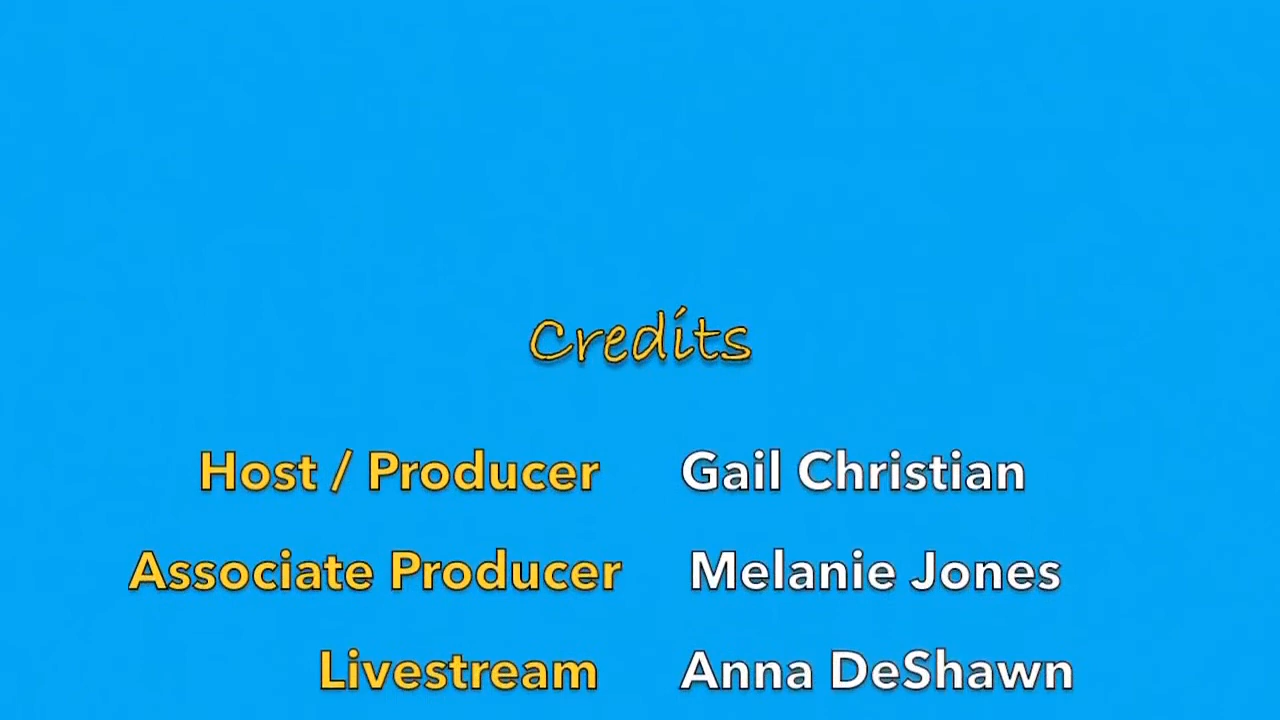 Credits
Host / Producer Gail Christian
Associate Producer Melanie Jones
Livestream Anna DeShawn